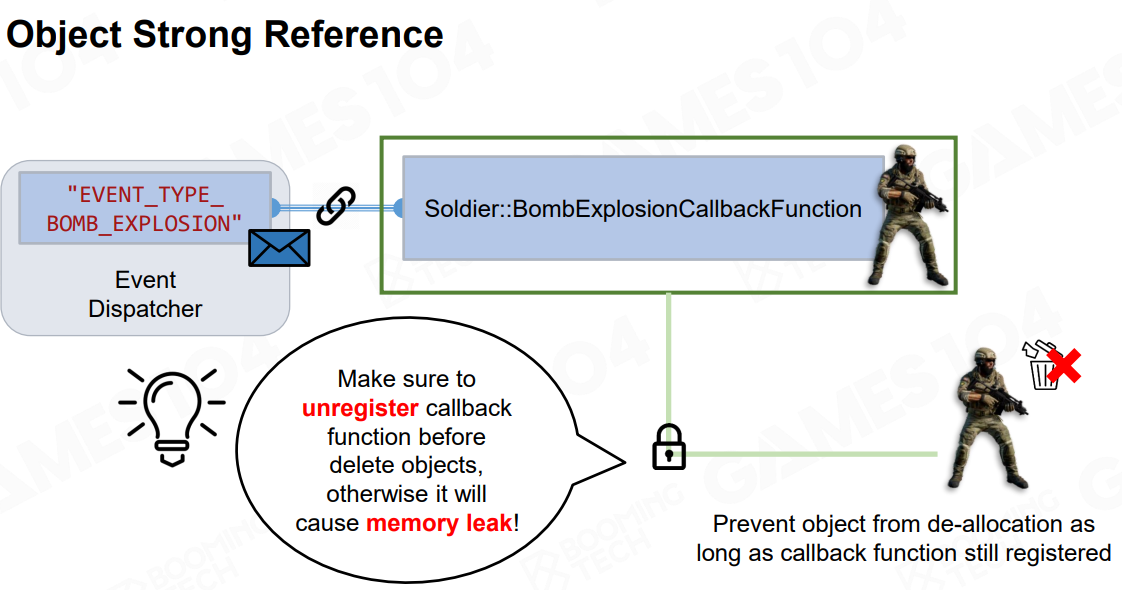 Object Strong Reference
"EVENT_TYPE_
BOMB_EXPLOSION"
Event
Dispatcher
Soldier::BombExplosionCallbackFunction
Make sure to
unregister callback
function before
delete objects,
otherwise it will
cause memory leak!
Prevent object from de-allocation as
long as callback function still registered
GAMES104
BOOMING
TECH